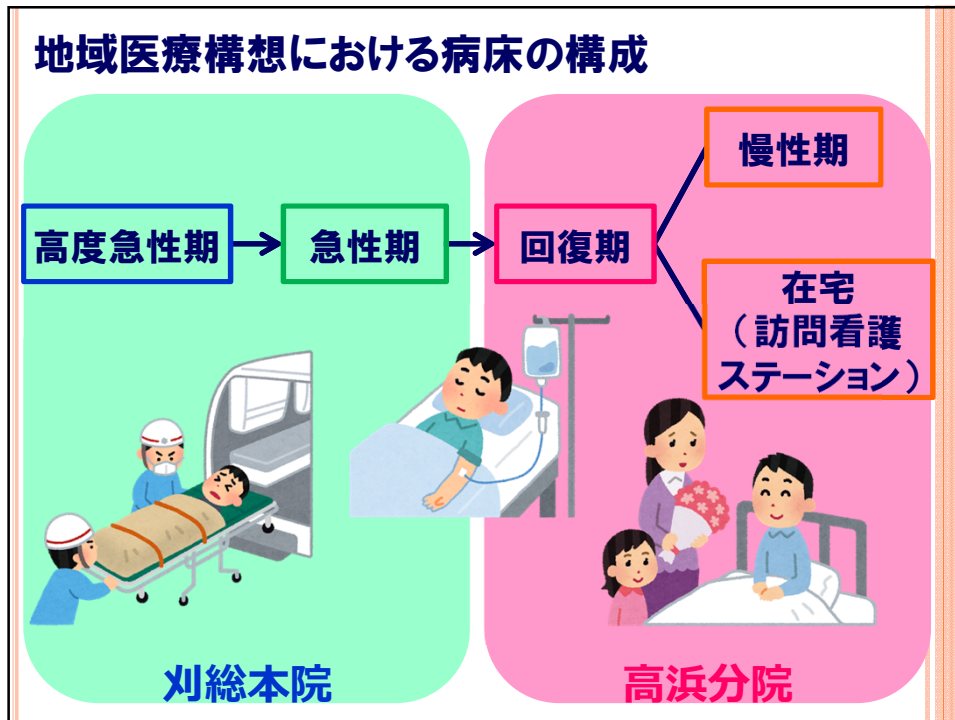 地域医療構想における病床の構成
高度急性期
急性期
回復期
慢性期
在宅
（訪問看護
ステーション）
刈総本院
高浜分院